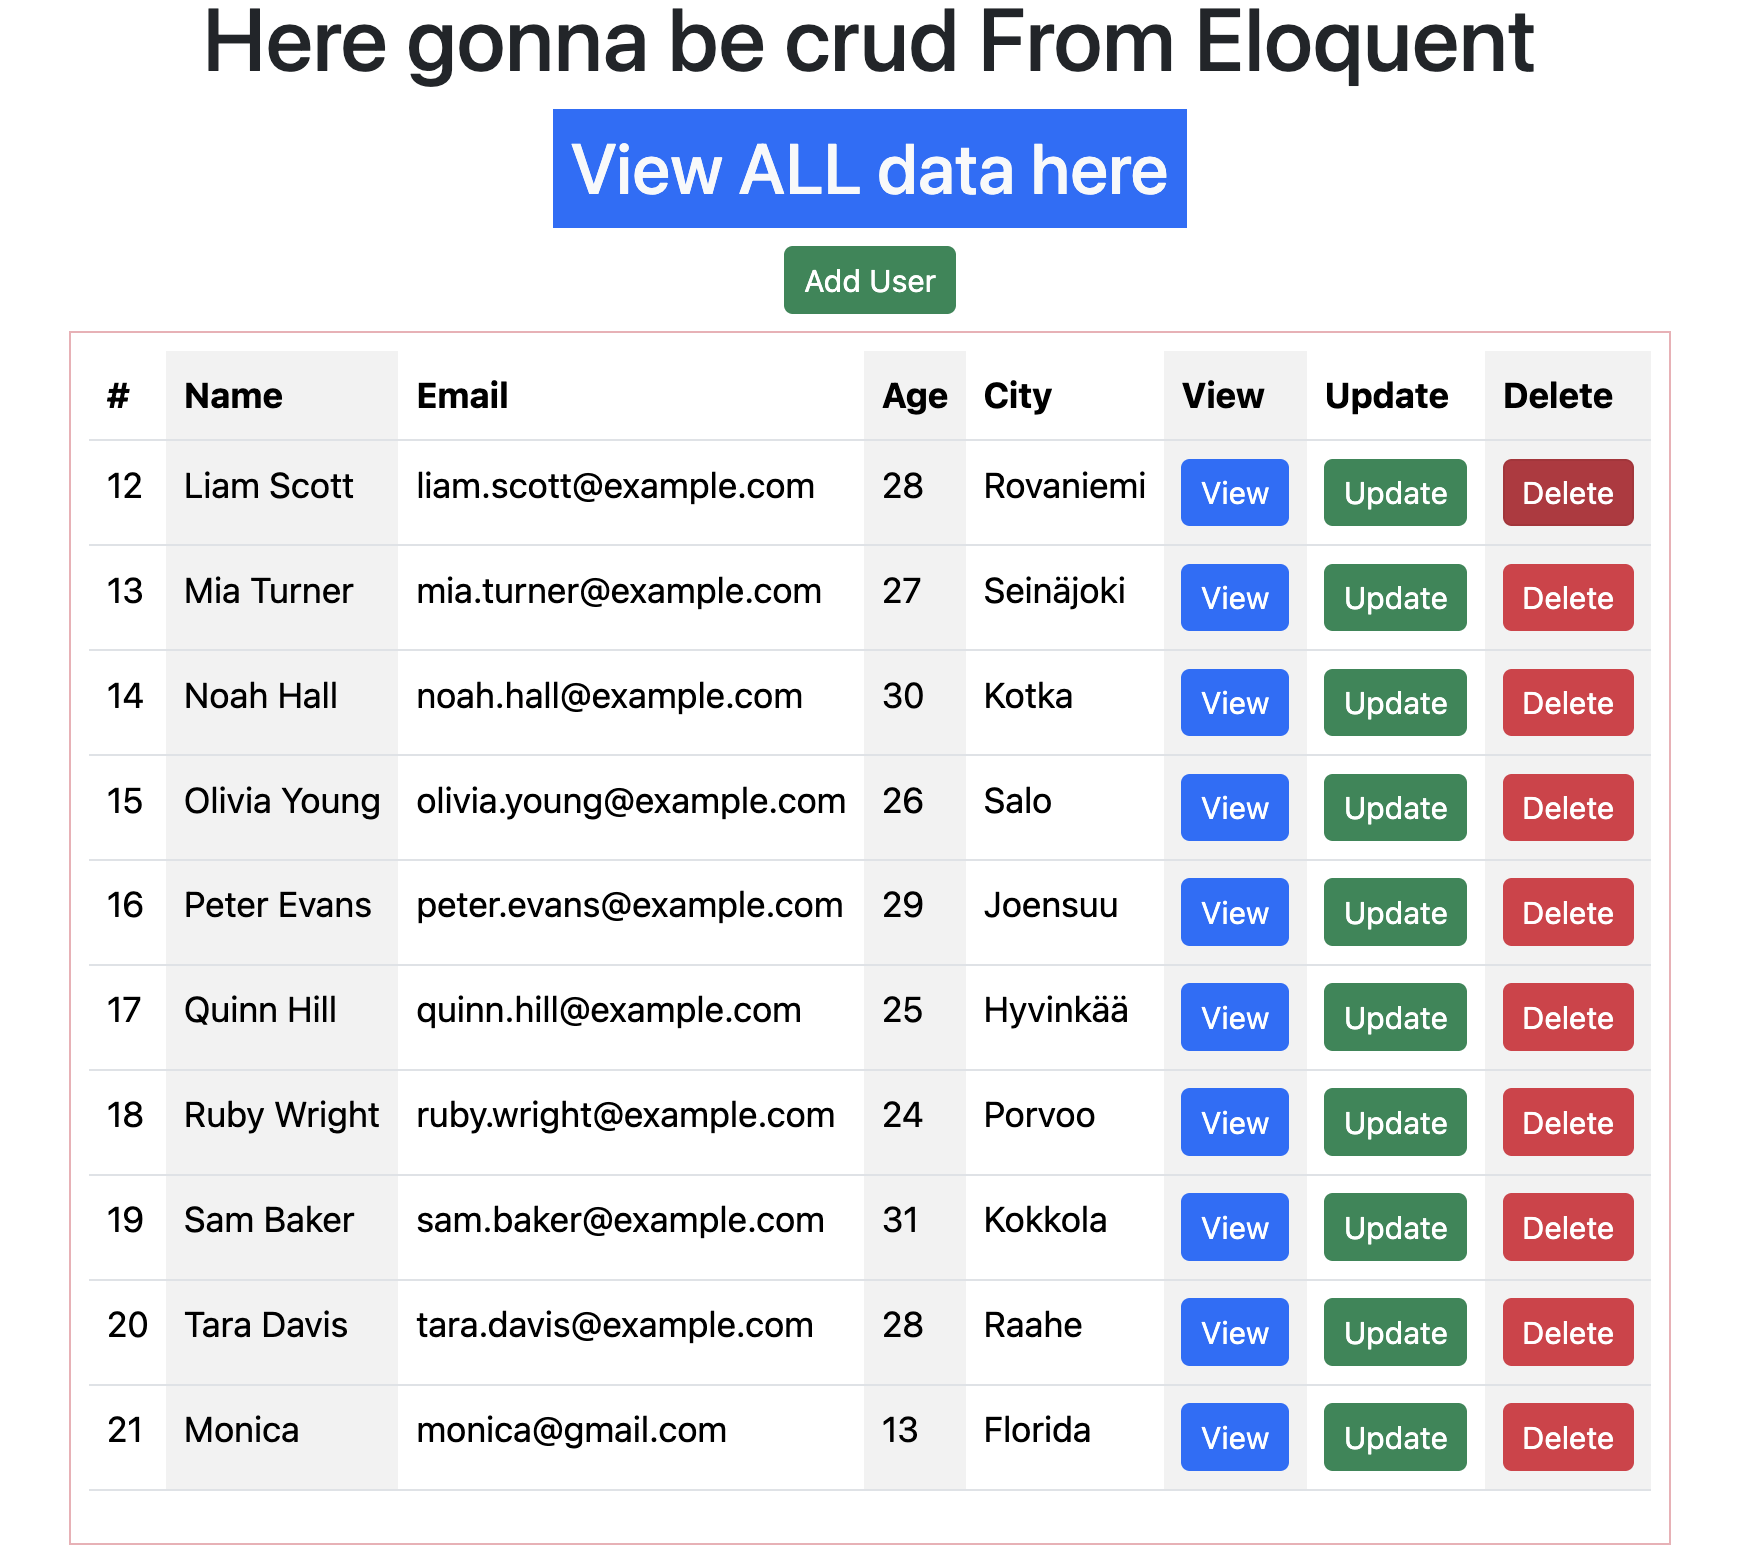 Here gonna be crud From Eloquent
View ALL data here
Add User
# Name Email Age City View Update Delete
12 Liam Scott liam.scott@example.com 28 Rovaniemi View Update Delete
13 Mia Turner mia.turner@example.com 27 Seinäjoki View Update Delete
14 Noah Hall noah.hall@example.com 30 Kotka View Update Delete
15 Olivia Young olivia.young@example.com 26 Salo View Update Delete
16 Peter Evans peter.evans@example.com 29 Joensuu View Update Delete
17 Quinn Hill quinn.hill@example.com 25 Hyvinkää View Update Delete
18 Ruby Wright ruby.wright@example.com 24 Porvoo View Update Delete
19 Sam Baker sam.baker@example.com 31 Kokkola View Update Delete
20 Tara Davis tara.davis@example.com 28 Raahe View Update Delete
21 Monica monica@gmail.com 13 Florida View Update Delete